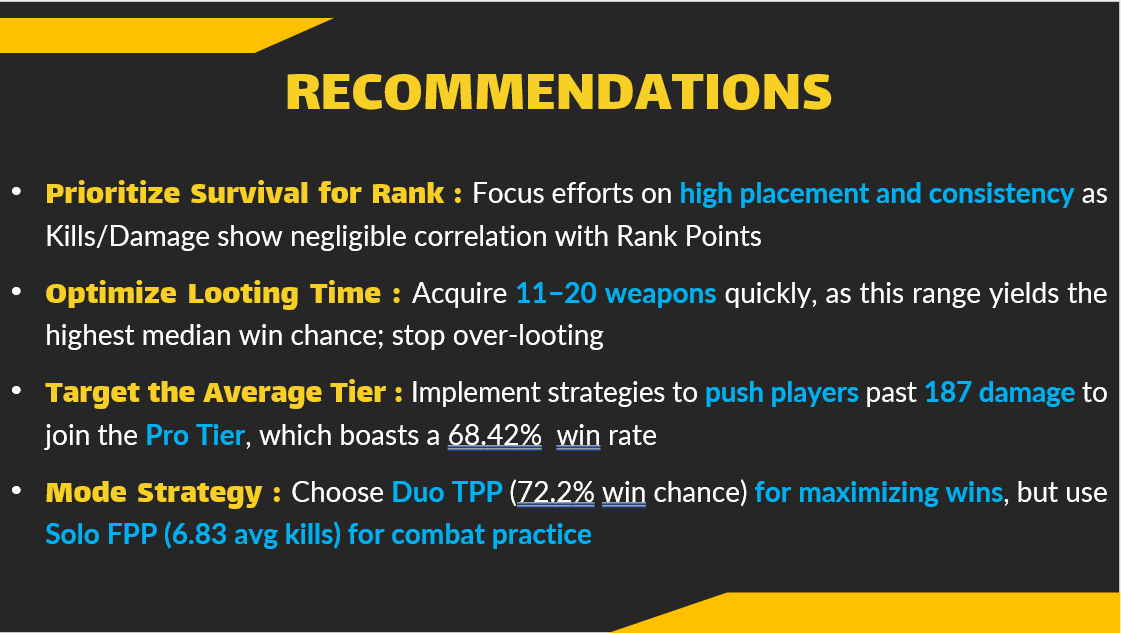 RECOMMENDATIONS
• Prioritize Survival for Rank : Focus efforts on high placement and consistency as
Kills/Damage show negligible correlation with Rank Points
• Optimize Looting Time : Acquire 11–20 weapons quickly, as this range yields the
highest median win chance; stop over-looting
• Target the Average Tier : Implement strategies to push players past 187 damage to
join the Pro Tier, which boasts a 68.42%  win rate
• Mode Strategy : Choose Duo TPP (72.2% win chance) for maximizing wins, but use
Solo FPP (6.83 avg kills) for combat practice